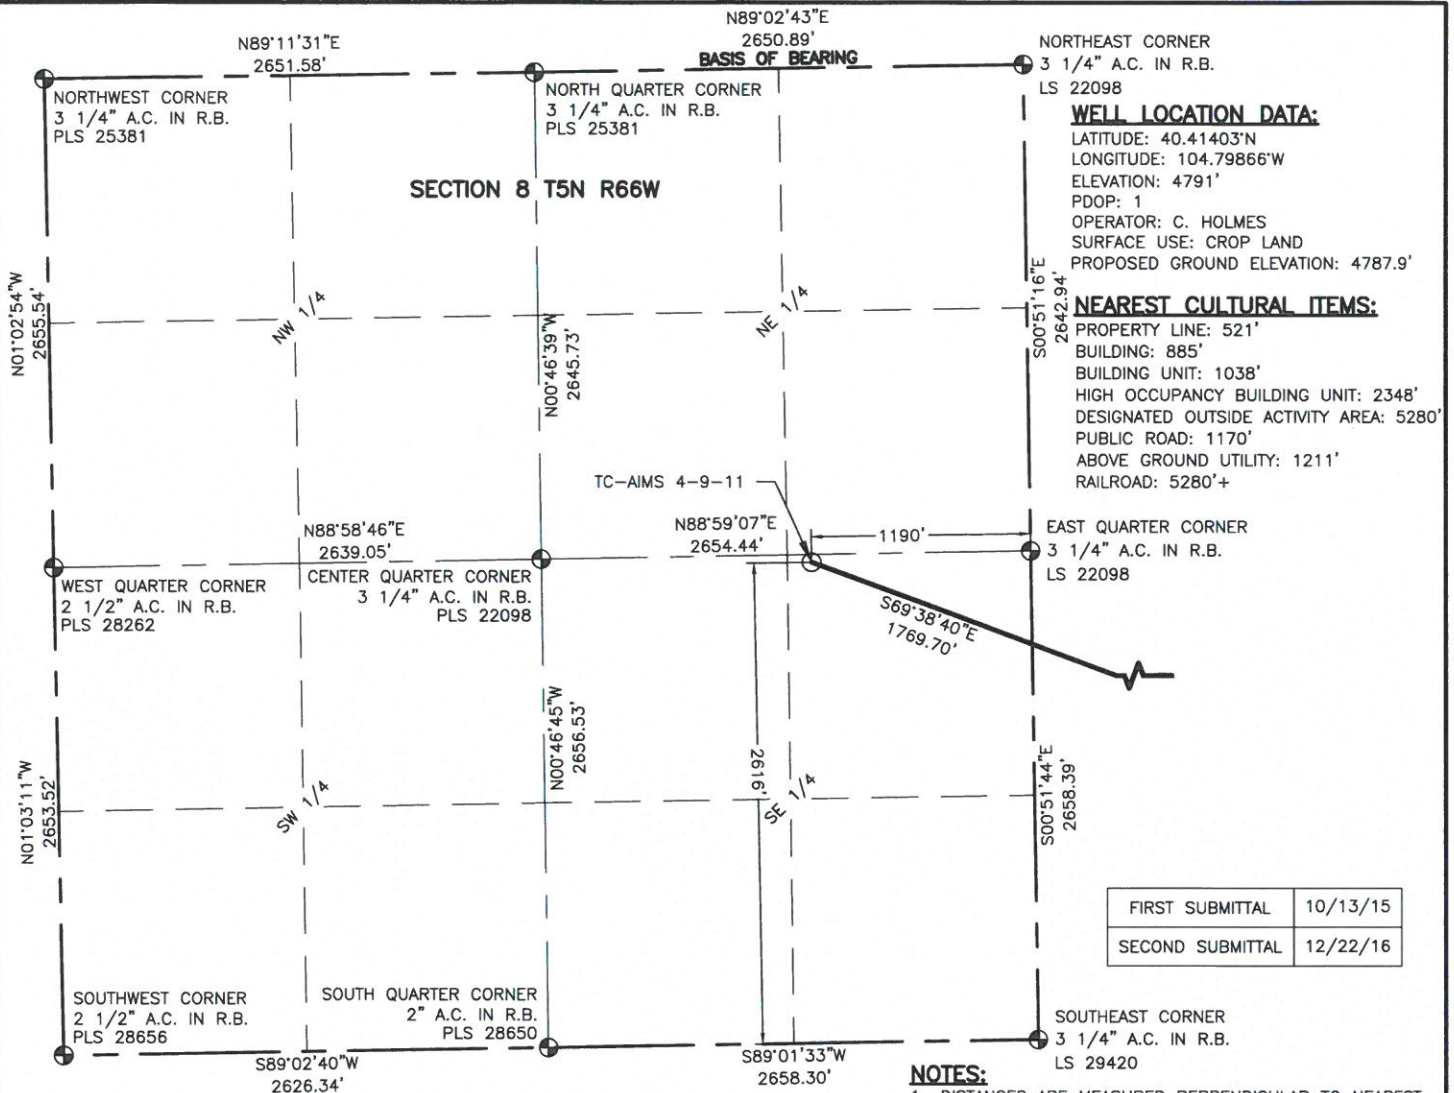 N89°02'43"E
2650.89'
BASIS OF BEARING
N89°11'31"E
2651.58'
NORTHWEST CORNER
3 1/4" A.C. IN R.B.
PLS 25381
NORTH QUARTER CORNER
3 1/4" A.C. IN R.B.
PLS 25381
NORTHEAST CORNER
3 1/4" A.C. IN R.B.
LS 22098
WELL LOCATION DATA:
LATITUDE: 40.41403°N
LONGITUDE: 104.79866°W
ELEVATION: 4791'
PDOP: 1
OPERATOR: C. HOLMES
SURFACE USE: CROP LAND
PROPOSED GROUND ELEVATION: 4787.9'
SECTION 8 T5N R66W
N01°02'54"W
2655.54'
NW 1/4
N00°46'39"W
2645.73'
NE 1/4
S00°51'16"E
2642.94'
NEAREST CULTURAL ITEMS:
PROPERTY LINE: 521'
BUILDING: 885'
BUILDING UNIT: 1038'
HIGH OCCUPANCY BUILDING UNIT: 2348'
DESIGNATED OUTSIDE ACTIVITY AREA: 5280'
PUBLIC ROAD: 1170'
ABOVE GROUND UTILITY: 1211'
RAILROAD: 5280'+
TC-AIMS 4-9-11
N88°58'46"E
2639.05'
N88°59'07"E
2654.44'
1190'
EAST QUARTER CORNER
3 1/4" A.C. IN R.B.
LS 22098
WEST QUARTER CORNER
2 1/2" A.C. IN R.B.
PLS 28262
CENTER QUARTER CORNER
3 1/4" A.C. IN R.B.
PLS 22098
S69°38'40"E
1769.70'
N01°03'11"W
2653.52'
SW 1/4
N00°46'45"W
2656.53'
2616'
SE 1/4
S00°51'44"E
2658.39'
FIRST SUBMITTAL 10/13/15
SECOND SUBMITTAL 12/22/16
SOUTHWEST CORNER
2 1/2" A.C. IN R.B.
PLS 28656
SOUTH QUARTER CORNER
2" A.C. IN R.B.
PLS 28650
SOUTHEAST CORNER
3 1/4" A.C. IN R.B.
LS 29420
S89°02'40"W
2626.34'
S89°01'33"W
2658.30'
NOTES:
1. DISTANCES ARE MEASURED PERPENDICULAR TO NEAREST